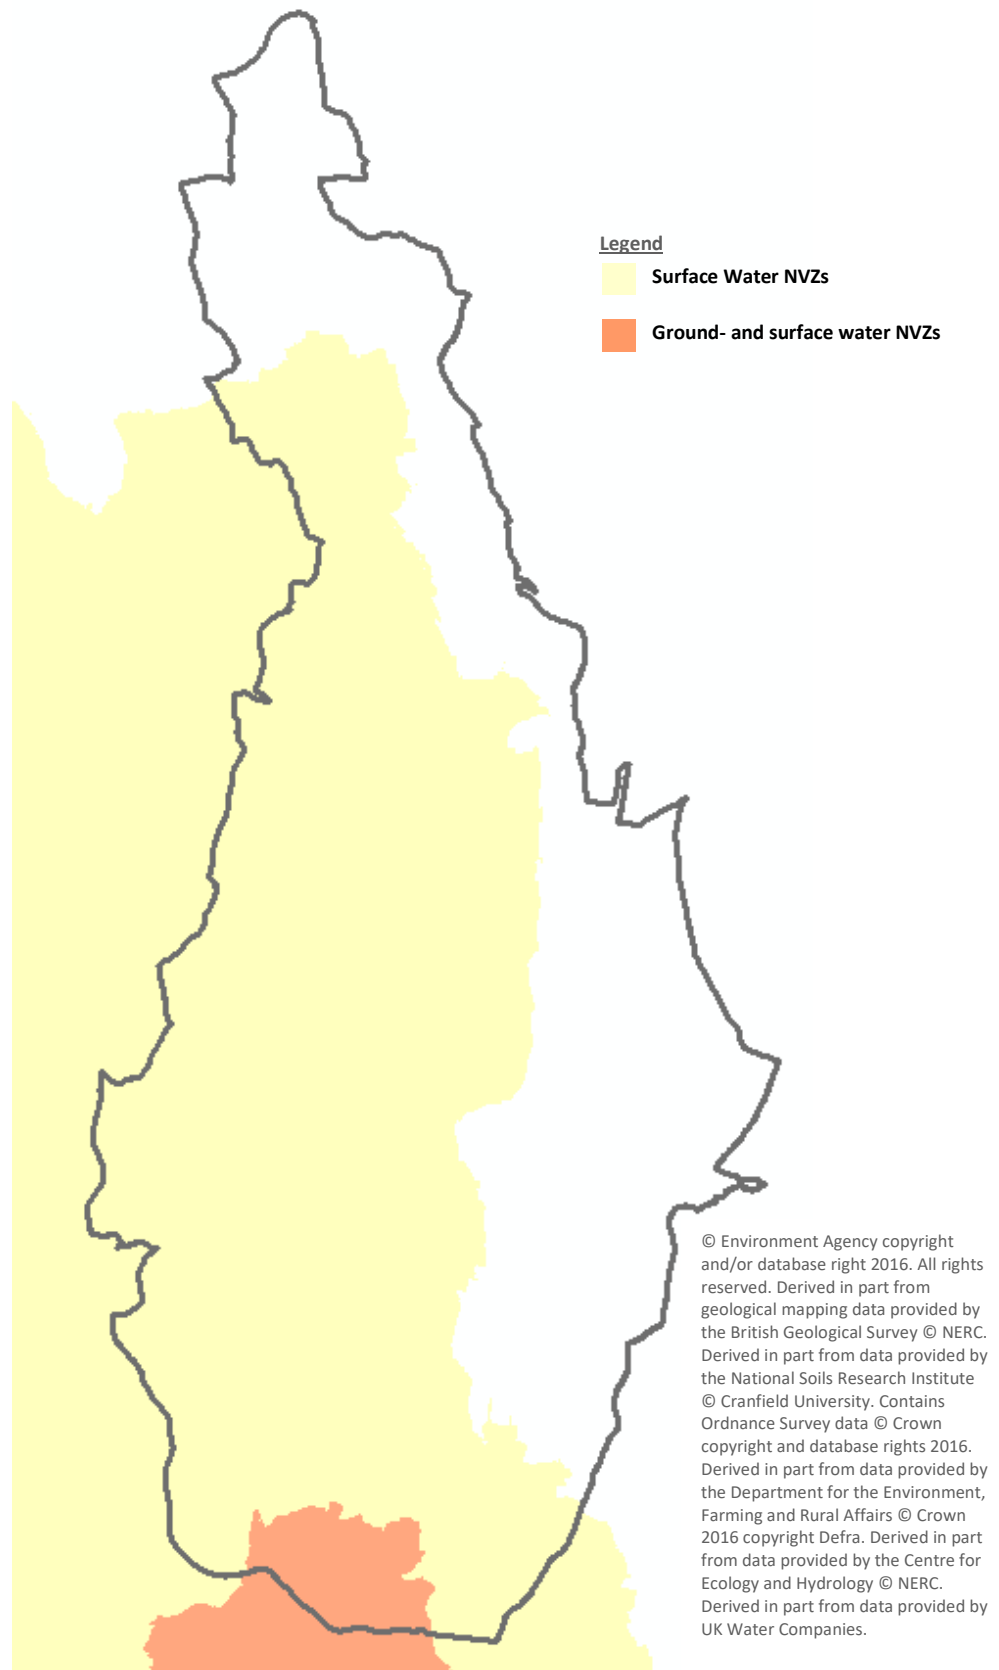 Legend
Surface Water NVZs
Ground- and surface water NVZs
© Environment Agency copyright
and/or database right 2016. All rights
reserved. Derived in part from
geological mapping data provided by
the British Geological Survey © NERC.
Derived in part from data provided by
the National Soils Research Institute
© Cranfield University. Contains
Ordnance Survey data © Crown
copyright and database rights 2016.
Derived in part from data provided by
the Department for the Environment,
Farming and Rural Affairs © Crown
2016 copyright Defra. Derived in part
from data provided by the Centre for
Ecology and Hydrology © NERC.
Derived in part from data provided by
UK Water Companies.